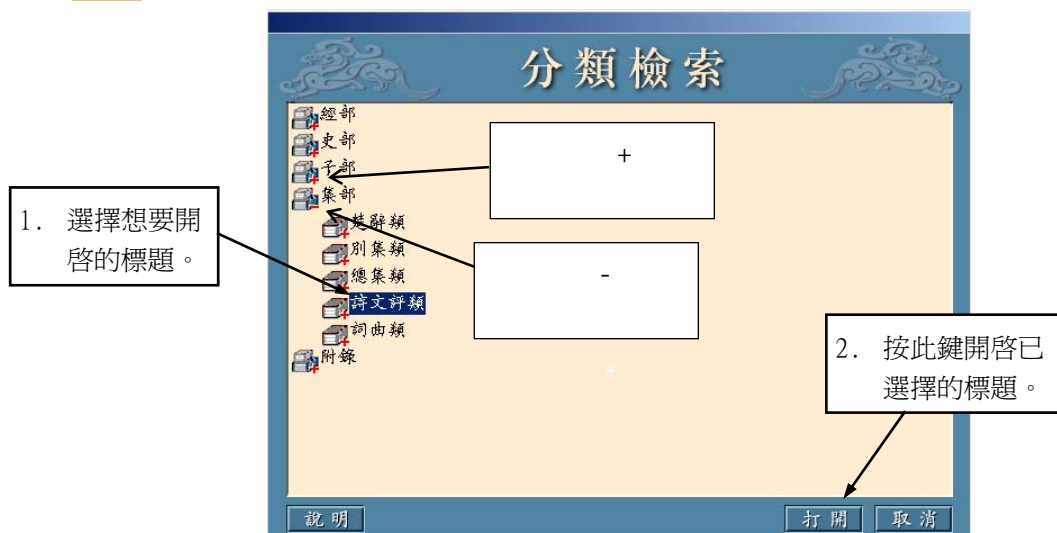 分類檢索
經部
史部
子部
集部
楚辭類
別集類
總集類
詩文評類
詞曲類
附錄
+
-
1. 選擇想要開
啓的標題。
2. 按此鍵開啓已
選擇的標題。
說明
打開
取消